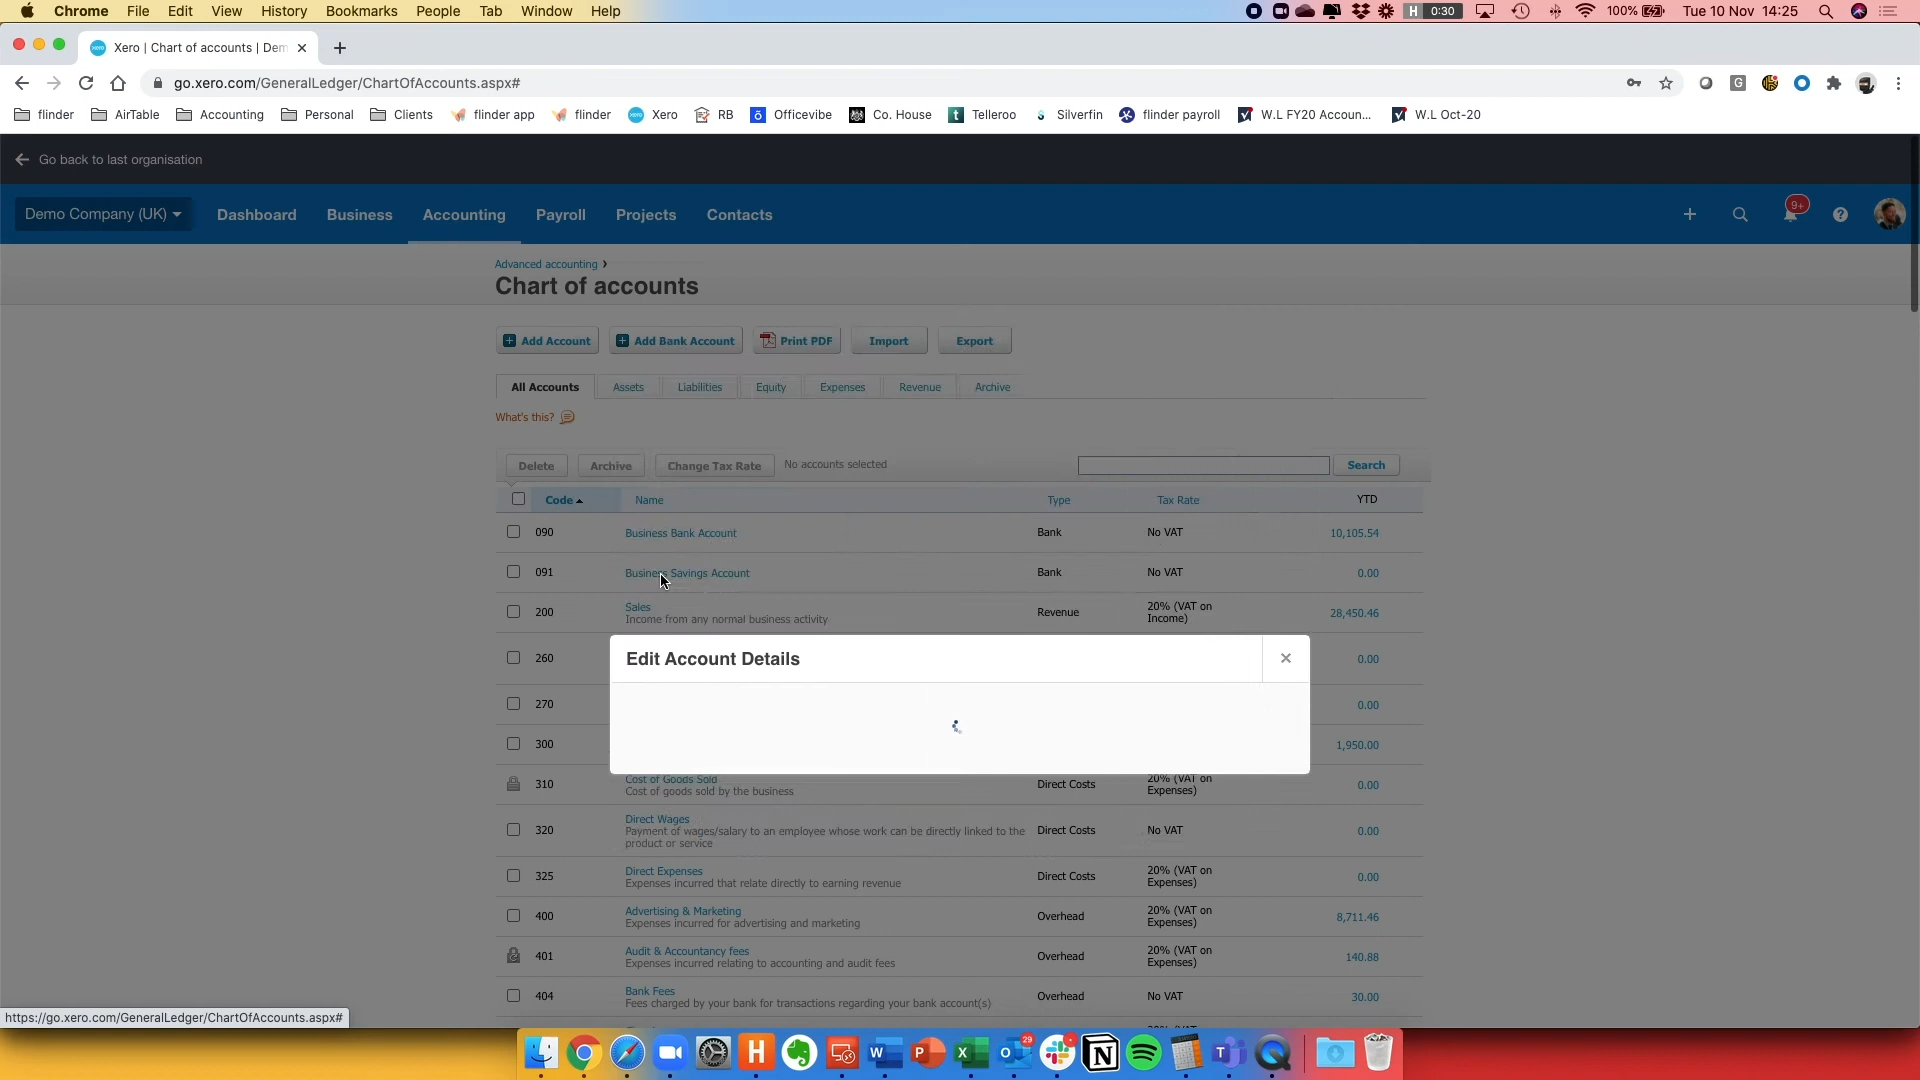 Chrome File Edit View History Bookmarks People Tab Window Help H 0:30 100% Tue 10 Nov 14:25
Xero | Chart of accounts | Dem
go.xero.com/GeneralLedger/ChartOfAccounts.aspx#
flinder AirTable Accounting Personal Clients flinder app flinder Xero RB Officevibe Co. House Telleroo Silverfin flinder payroll W.L FY20 Accoun... W.L Oct-20
Go back to last organisation
Demo Company (UK) Dashboard Business Accounting Payroll Projects Contacts 9+
Advanced accounting ›
Chart of accounts
Add Account Add Bank Account Print PDF Import Export
All Accounts Assets Liabilities Equity Expenses Revenue Archive
What's this?
Delete Archive Change Tax Rate No accounts selected Search
Code Name Type Tax Rate YTD
090 Business Bank Account Bank No VAT 10,105.54
091 Business Savings Account Bank No VAT 0.00
200 Sales Revenue 20% (VAT on 28,450.46
Income from any normal business activity Income)
Edit Account Details
260 0.00
270 0.00
300 1,950.00
310 Cost of Goods Sold Direct Costs 20% (VAT on 0.00
Cost of goods sold by the business Expenses)
320 Direct Wages Direct Costs No VAT 0.00
Payment of wages/salary to an employee whose work can be directly linked to the
product or service
325 Direct Expenses Direct Costs 20% (VAT on 0.00
Expenses incurred that relate directly to earning revenue Expenses)
400 Advertising & Marketing Overhead 20% (VAT on 8,711.46
Expenses incurred for advertising and marketing Expenses)
401 Audit & Accountancy fees Overhead 20% (VAT on 140.88
Expenses incurred relating to accounting and audit fees Expenses)
404 Bank Fees Overhead No VAT 30.00
Fees charged by your bank for transactions regarding your bank account(s)
https://go.xero.com/GeneralLedger/ChartOfAccounts.aspx#
29